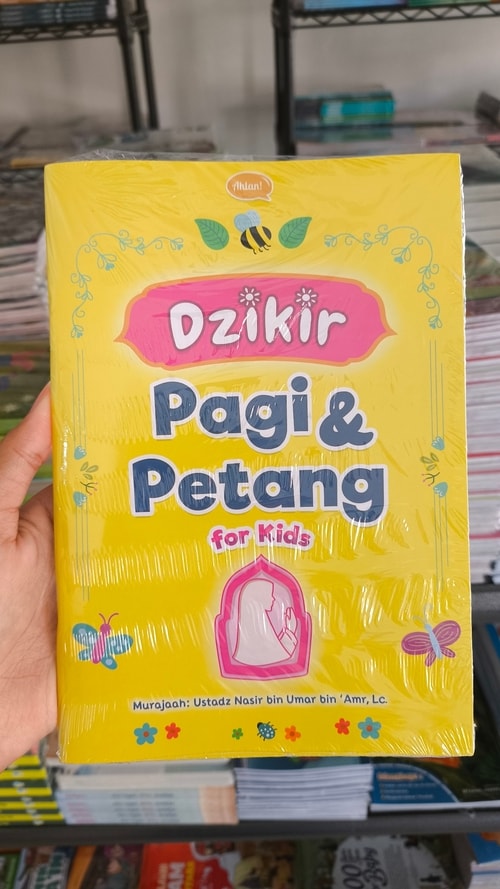 Ahlan!
Dzikir
Pagi &
Petang
for Kids
Murajaah: Ustadz Nasir bin Umar bin 'Amr, Lc.